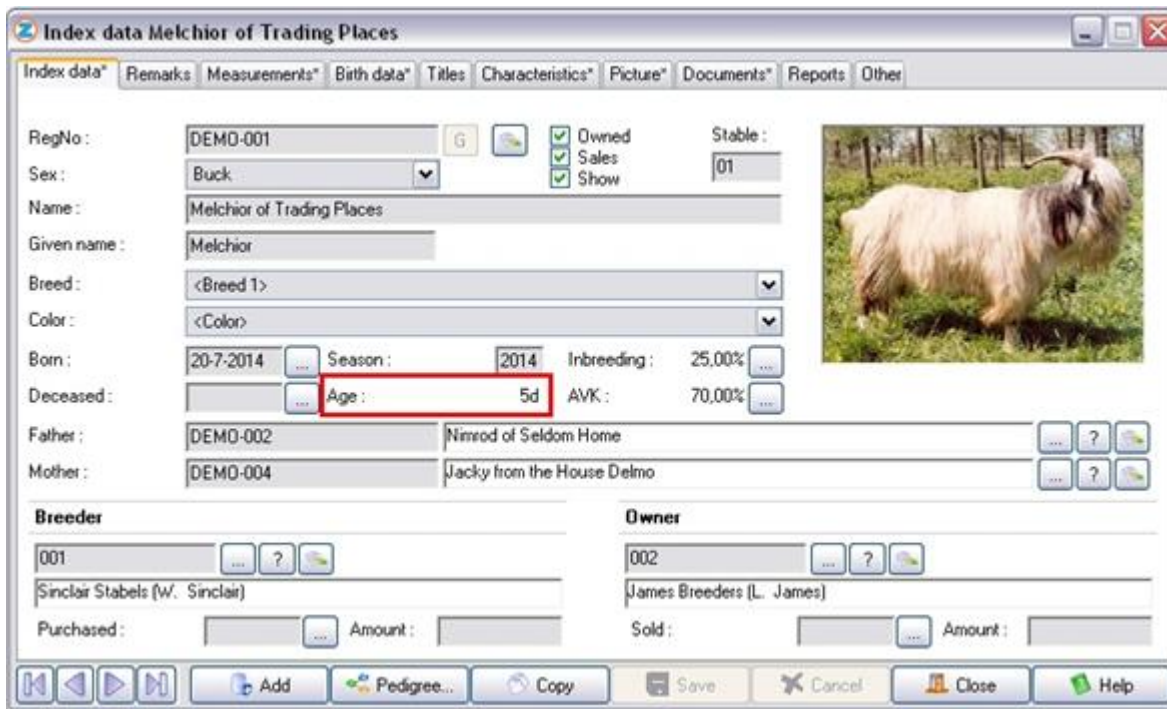 Index data Melchior of Trading Places
Index data* Remarks Measurements* Birth data* Titles Characteristics* Picture* Documents* Reports Other
RegNo : DEMO-001 G Owned Stable :
Sales 01
Sex : Buck Show
Name : Melchior of Trading Places
Given name : Melchior
Breed : <Breed 1>
Color : <Color>
Born : 20-7-2014 ... Season : 2014 Inbreeding : 25,00% ...
Deceased : ... Age : 5d AVK : 70,00% ...
Father : DEMO-002 Nimrod of Seldom Home ... ?
Mother : DEMO-004 Jacky from the House Delmo ... ?
Breeder Owner
001 ... ? 002 ... ?
Sinclair Stabels (W. Sinclair) James Breeders (L. James)
Purchased : ... Amount : Sold : ... Amount :
Add Pedigree... Copy Save Cancel Close Help